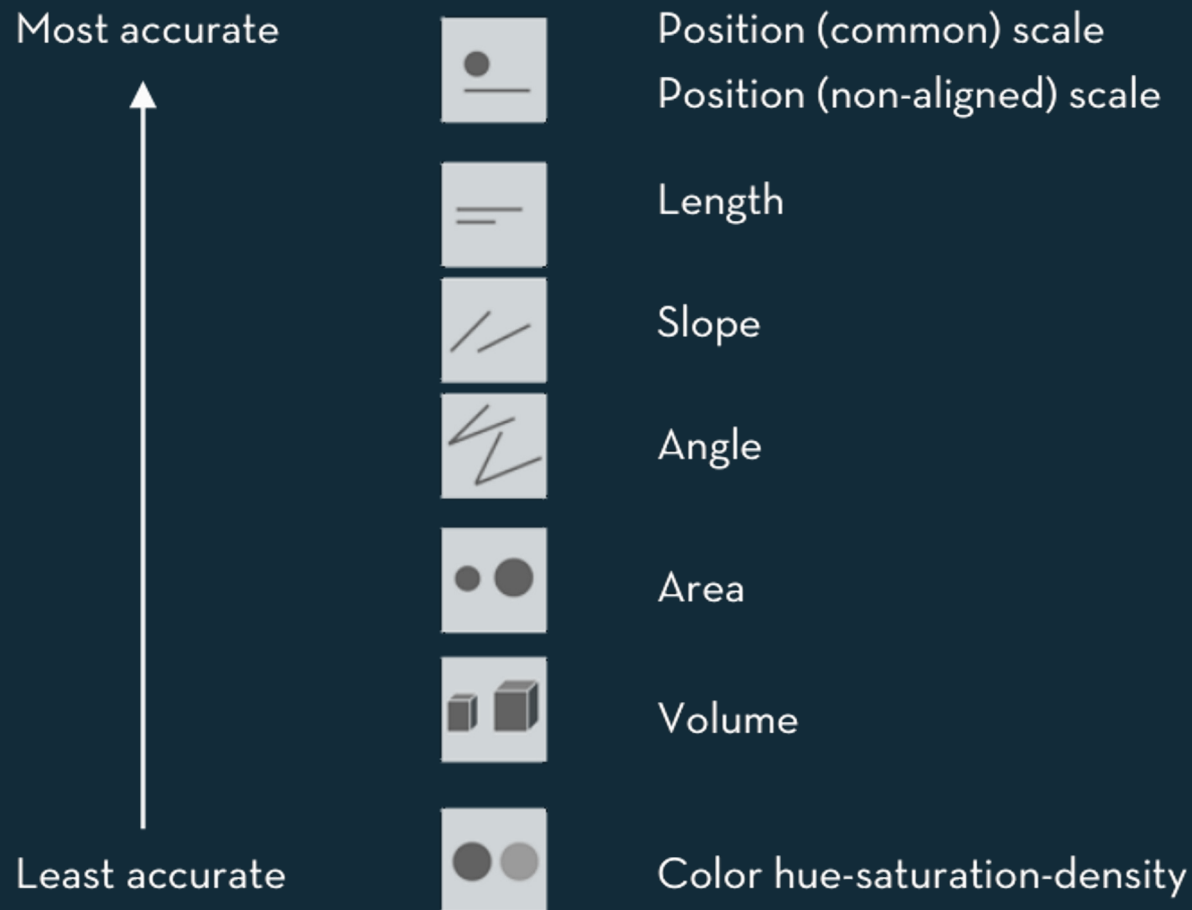 Most accurate
Position (common) scale
Position (non-aligned) scale
Length
Slope
Angle
Area
Volume
Least accurate
Color hue-saturation-density